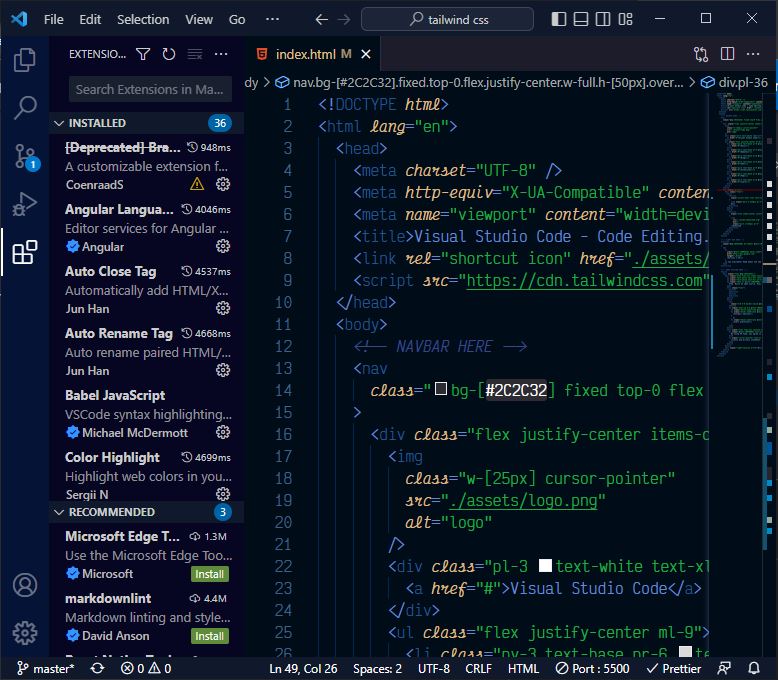 File Edit Selection View Go ··· tailwind css
EXTENSIO... ···
Search Extensions in Ma...
INSTALLED 36
[Deprecated] Bra... 948ms
A customizable extension f...
CoenraadS
Angular Langua... 4046ms
Editor services for Angular ...
Angular
Auto Close Tag 4537ms
Automatically add HTML/X...
Jun Han
Auto Rename Tag 4668ms
Auto rename paired HTML/...
Jun Han
Babel JavaScript
VSCode syntax highlighting...
Michael McDermott
Color Highlight 4699ms
Highlight web colors in you...
Sergii N
RECOMMENDED 3
Microsoft Edge T... 1.3M
Use the Microsoft Edge Too...
Microsoft Install
markdownlint 4.4M
Markdown linting and style...
David Anson Install
1
index.html M
dy > nav.bg-[#2C2C32].fixed.top-0.flex.justify-center.w-full.h-[50px].over... > div.pl-36
1 <!DOCTYPE html>
2 <html lang="en">
3 <head>
4 <meta charset="UTF-8" />
5 <meta http-equiv="X-UA-Compatible" conten
6 <meta name="viewport" content="width=devi
7 <title>Visual Studio Code - Code Editing.
8 <link rel="shortcut icon" href="./assets/
9 <script src="https://cdn.tailwindcss.com"
10 </head>
11 <body>
12 <!-- NAVBAR HERE -->
13 <nav
14 class="bg-[#2C2C32] fixed top-0 flex
15 >
16 <div class="flex justify-center items-c
17 <img
18 class="w-[25px] cursor-pointer"
19 src="./assets/logo.png"
20 alt="logo"
21 />
22 <div class="pl-3 text-white text-xl
23 <a href="#">Visual Studio Code</a>
24 </div>
25 <ul class="flex justify-center ml-9">
26 <li class="py-3 text-base pr-6 te
master* 0 0 Ln 49, Col 26 Spaces: 2 UTF-8 CRLF HTML Port : 5500 Prettier